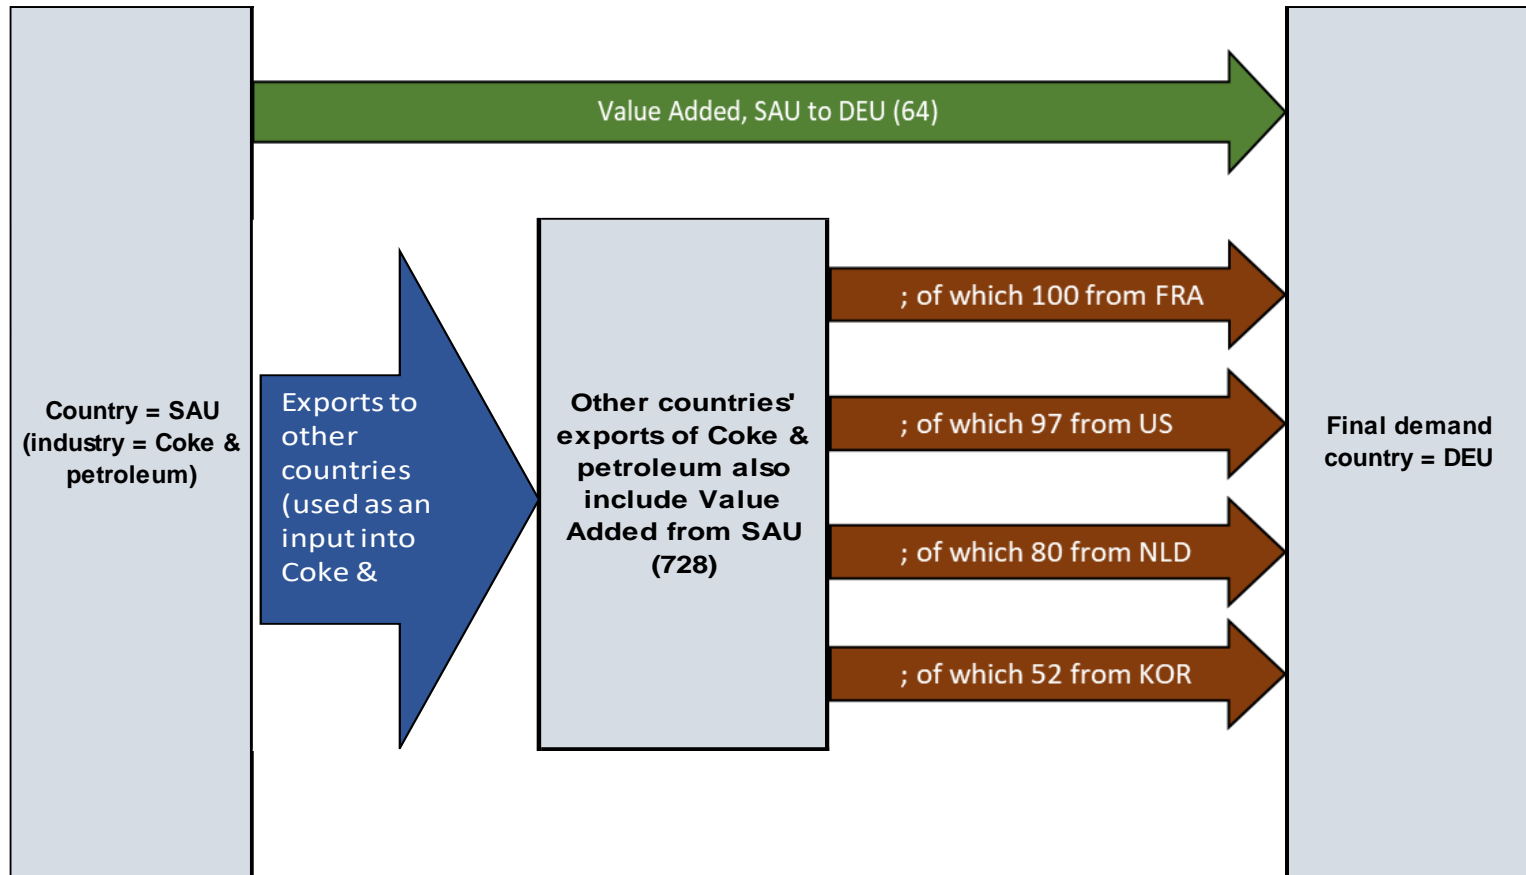 Value Added, SAU to DEU (64)
Country = SAU
(industry = Coke &
petroleum)
Exports to
other
countries
(used as an
input into
Coke &
Other countries'
exports of Coke &
petroleum also
include Value
Added from SAU
(728)
; of which 100 from FRA
; of which 97 from US
; of which 80 from NLD
; of which 52 from KOR
Final demand
country = DEU